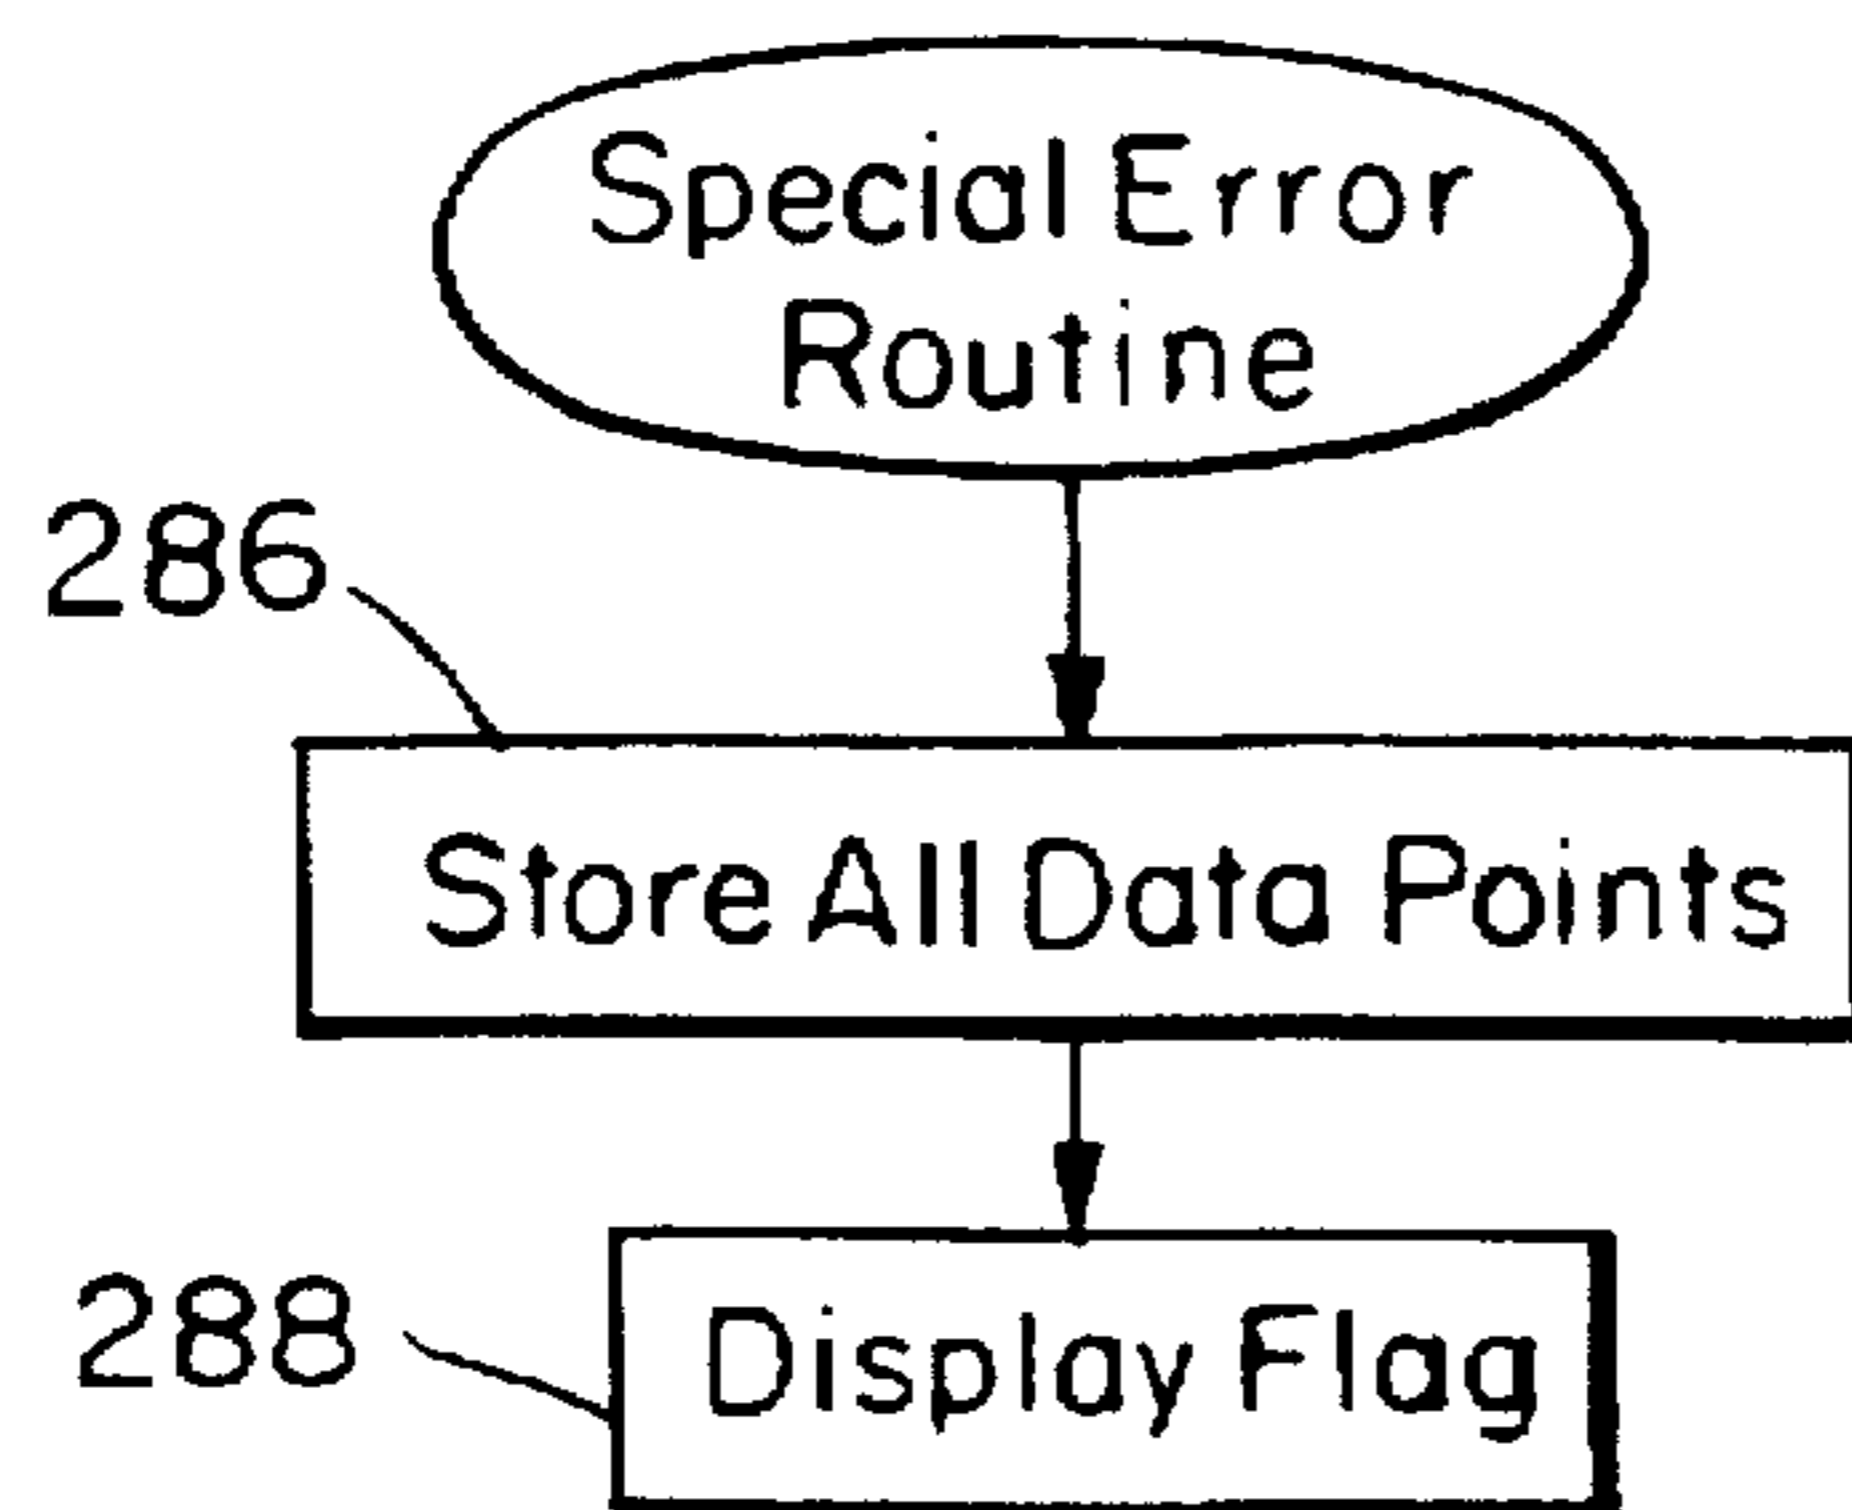 Special Error
Routine
286
Store All Data Points
288
Display Flag